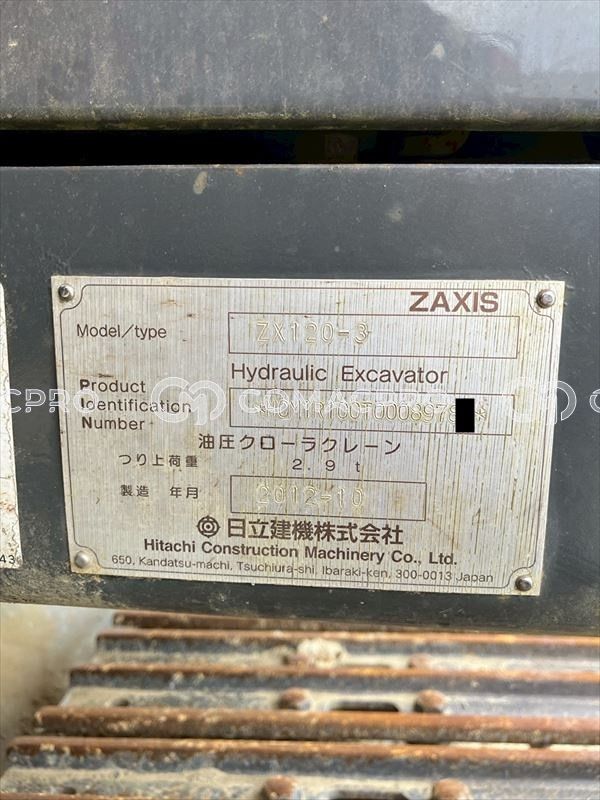 ZAXIS
Model/type ZX120-3
Hydraulic Excavator
Product
Identification
Number
油圧クローラクレーン
つり上荷重 2.9 t
製造 年月 2012-10
日立建機株式会社
Hitachi Construction Machinery Co., Ltd.
650, Kandatsu-machi, Tsuchiura-shi, Ibaraki-ken, 300-0013 Japan
43